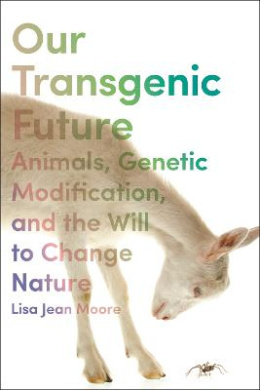 Our
Transgenic
Future
Animals, Genetic
Modification,
and the Will
to Change
Nature
Lisa Jean Moore